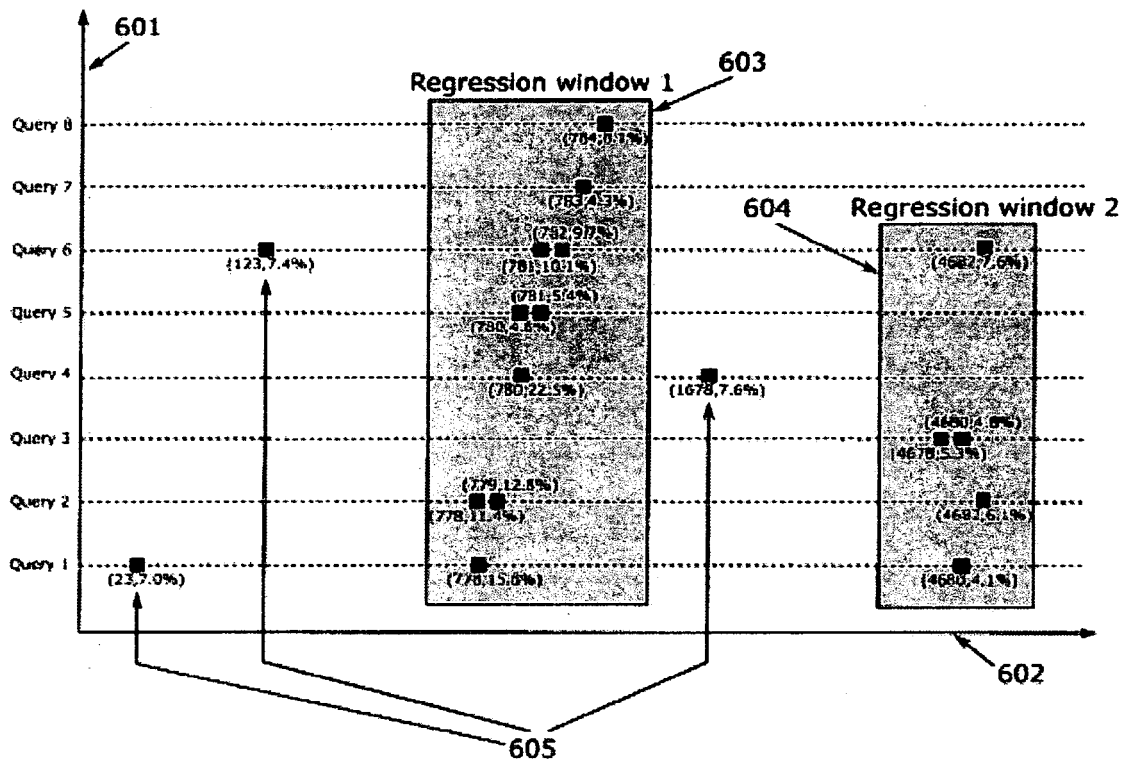 601
603
Regression window 1
Query 8
(784,6.1%)
Query 7
(783,4.3%)
604
Regression window 2
(782,9.7%)
Query 6
(123,7.4%)
(781,10.1%)
(4682,7.6%)
(781,5.4%)
Query 5
(780,4.8%)
Query 4
(780,22.5%)
(1678,7.6%)
(4680,4.8%)
Query 3
(4678,5.3%)
(779,12.8%)
Query 2
(778,11.4%)
(4682,6.1%)
Query 1
(23,7.0%)
(778,15.8%)
(4680,4.1%)
602
605